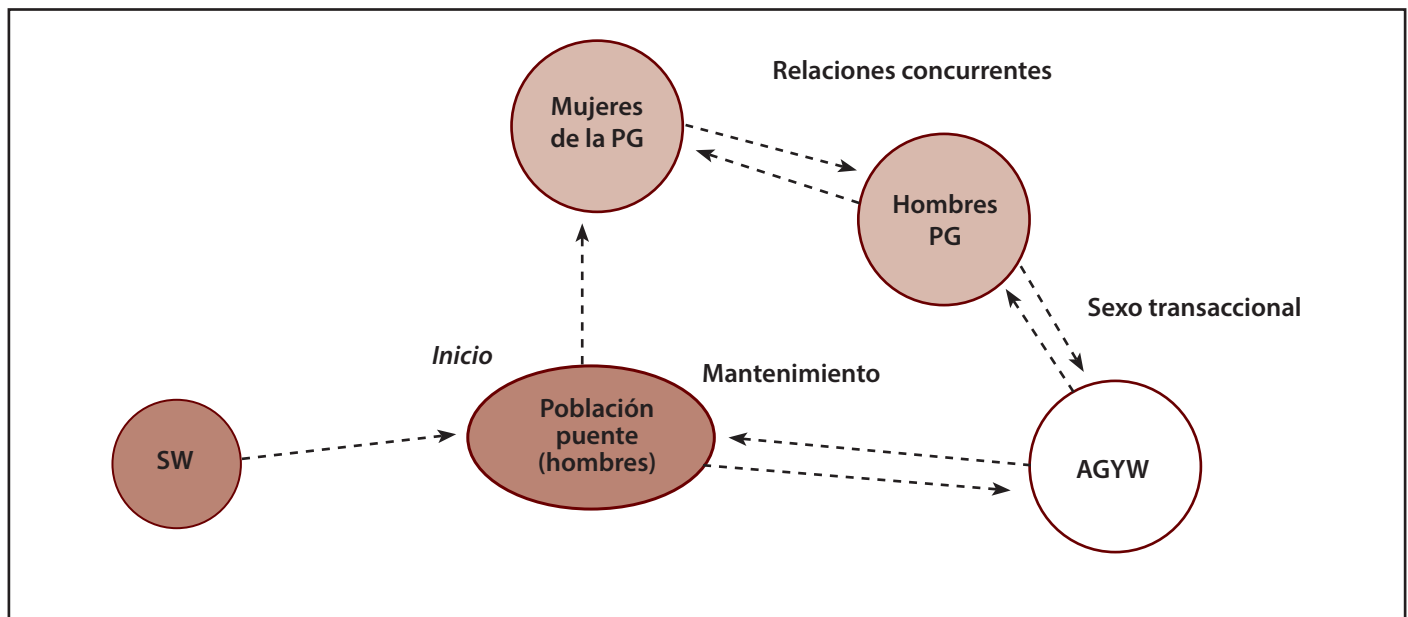 Relaciones concurrentes
Mujeres
de la PG
Hombres
PG
Sexo transaccional
Inicio
Mantenimiento
Población
puente
(hombres)
SW
AGYW